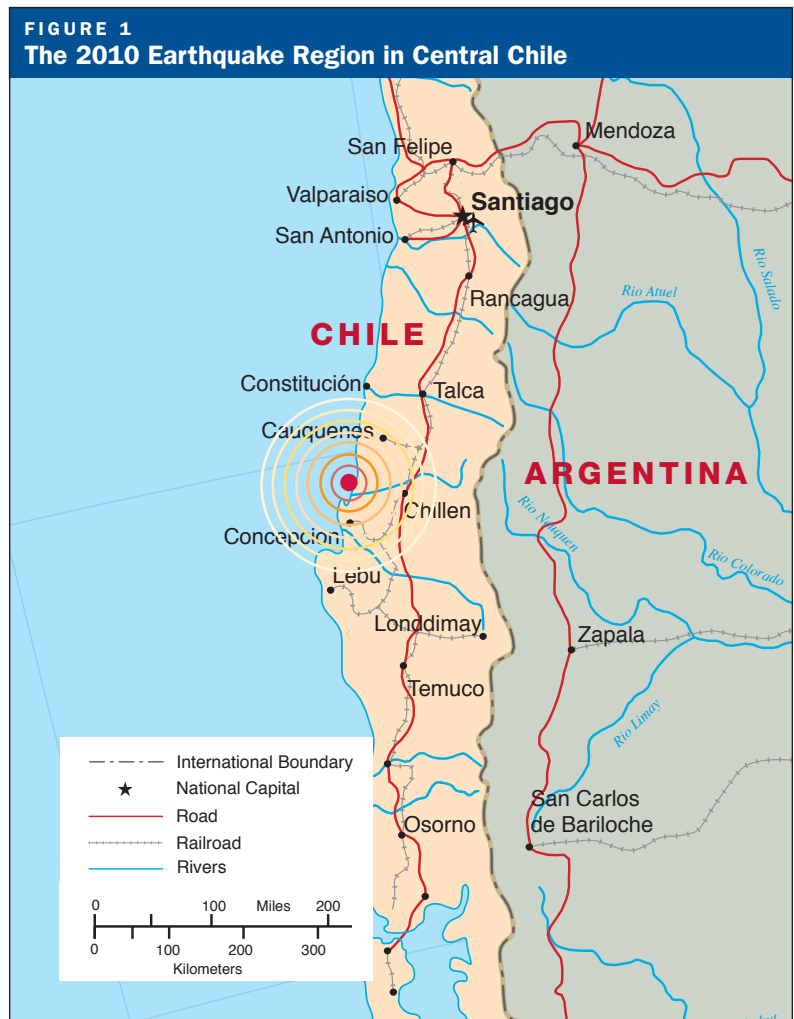 FIGURE 1
The 2010 Earthquake Region in Central Chile
Mendoza
San Felipe
Valparaiso
Santiago
San Antonio
Rio Salado
Rancagua
Rio Atuel
CHILE
Constitución
Talca
Cauquenes
ARGENTINA
Chillen
Rio Neuquen
Concepcion
Rio Colorado
Lebu
Londdimay
Zapala
Temuco
Rio Limay
International Boundary
National Capital
Road
Railroad
Rivers
San Carlos
de Bariloche
Osorno
0 100 Miles 200
0 100 200 300
Kilometers